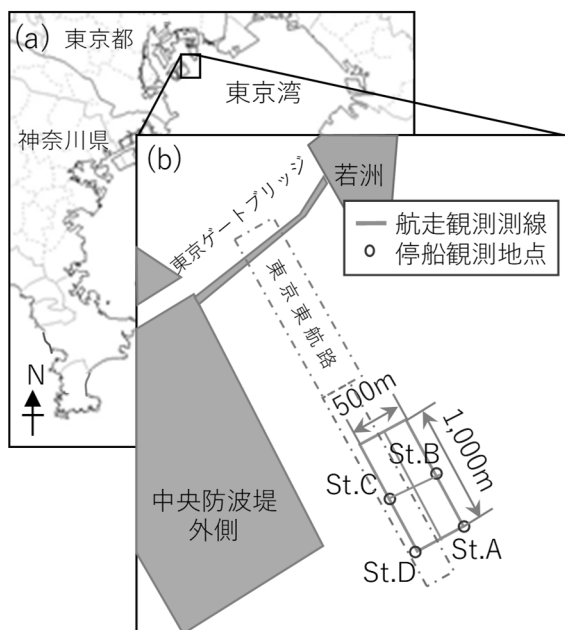 (a)
東京都
東京湾
神奈川県
N
(b)
若洲
東京ゲートブリッジ
航走観測測線
停船観測地点
東京東航路
500m
1,000m
St.B
St.C
St.A
St.D
中央防波堤
外側